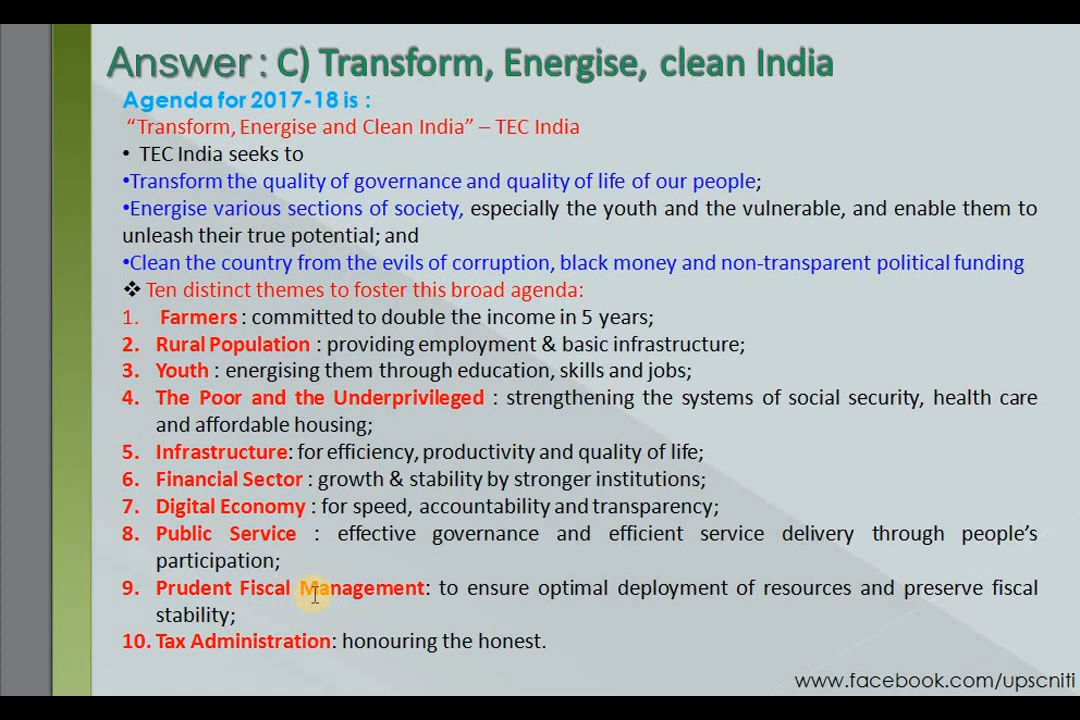 Answer : C) Transform, Energise, clean India
Agenda for 2017-18 is :
“Transform, Energise and Clean India” – TEC India
• TEC India seeks to
•Transform the quality of governance and quality of life of our people;
•Energise various sections of society, especially the youth and the vulnerable, and enable them to
unleash their true potential; and
•Clean the country from the evils of corruption, black money and non-transparent political funding
❖ Ten distinct themes to foster this broad agenda:
1. Farmers : committed to double the income in 5 years;
2. Rural Population : providing employment & basic infrastructure;
3. Youth : energising them through education, skills and jobs;
4. The Poor and the Underprivileged : strengthening the systems of social security, health care
and affordable housing;
5. Infrastructure: for efficiency, productivity and quality of life;
6. Financial Sector : growth & stability by stronger institutions;
7. Digital Economy : for speed, accountability and transparency;
8. Public Service : effective governance and efficient service delivery through people’s
participation;
9. Prudent Fiscal Management: to ensure optimal deployment of resources and preserve fiscal
stability;
10. Tax Administration: honouring the honest.
www.facebook.com/upscniti